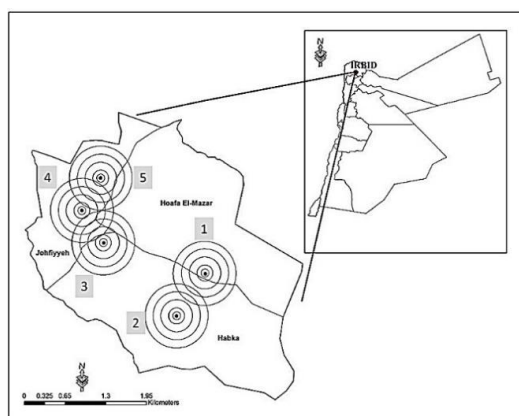 N
IRBID
4
5
Hoafa El-Mazar
1
Johfiyyeh
3
2
Habka
N
0 0.325 0.65 1.3 1.95
Kilometers